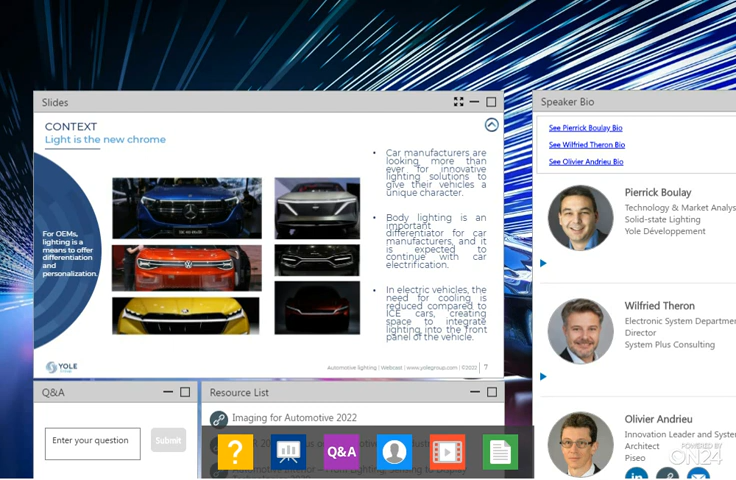 Slides
CONTEXT
Light is the new chrome
For OEMs,
lighting is a
means to offer
differentiation
and
personalization.
• Car manufacturers are
looking more than
ever for innovative
lighting solutions to
give their vehicles a
unique character.
• Body lighting is an
important
differentiator for car
manufacturers, and it
is expected to
continue with car
electrification.
• In electric vehicles, the
need for cooling is
reduced compared to
ICE cars, creating
space to integrate
lighting into the front
panel of the vehicle.
YOLE
Automotive lighting | Webcast | www.yolegroup.com | ©2022 | 7
Speaker Bio
See Pierrick Boulay Bio
See Wilfried Theron Bio
See Olivier Andrieu Bio
Pierrick Boulay
Technology & Market Analys
Solid-state Lighting
Yole Développement
Wilfried Theron
Electronic System Departme
Director
System Plus Consulting
Olivier Andrieu
Innovation Leader and System
Architect
Piseo
POWERED BY
ON24
Q&A
Enter your question
Submit
Resource List
Imaging for Automotive 2022
?
Q&A